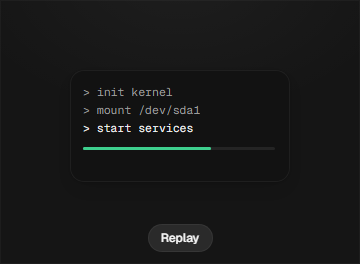 > init kernel
> mount /dev/sda1
> start services
Replay